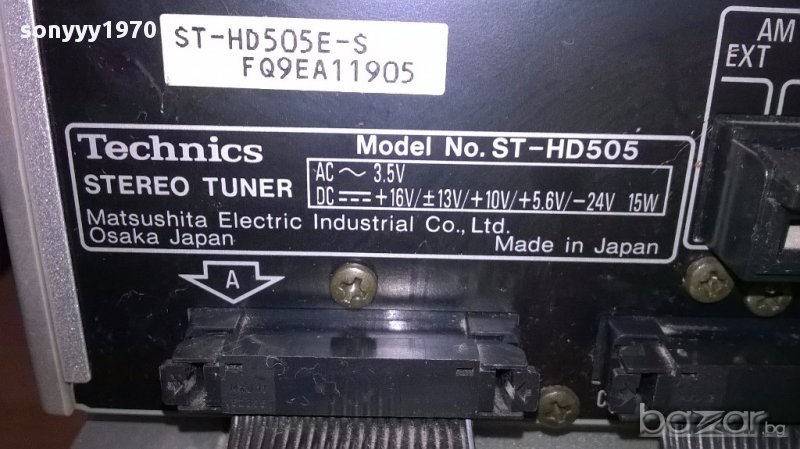 sonyyy1970
ST-HD505E-S
FQ9EA11905
AM
EXT
Technics
Model No. ST-HD505
STEREO TUNER
AC ~ 3.5V
DC ⎓ +16V/±13V/+10V/+5.6V/-24V 15W
Matsushita Electric Industrial Co., Ltd.
Osaka Japan
Made in Japan
A
C
bazar.bg